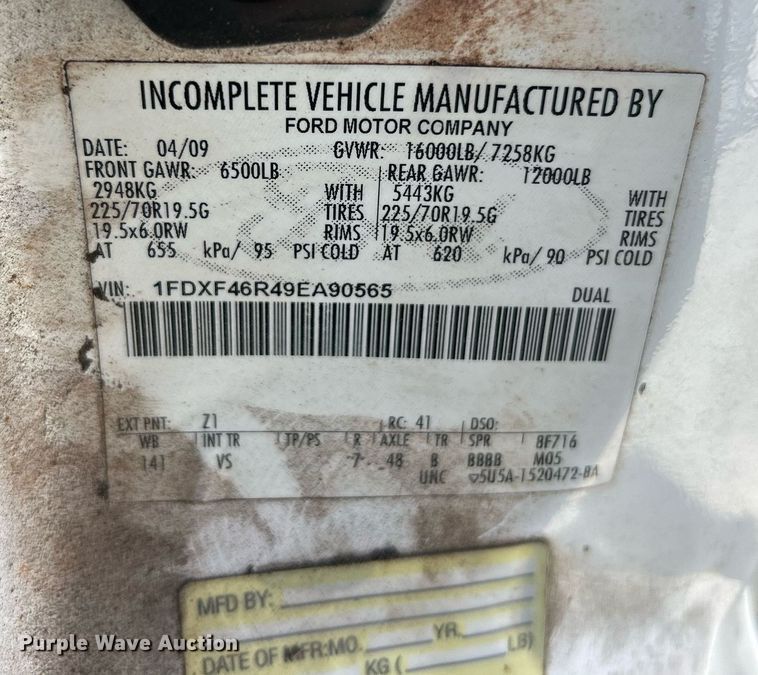 INCOMPLETE VEHICLE MANUFACTURED BY
FORD MOTOR COMPANY
DATE: 04/09 GVWR: 16000LB/ 7258KG
FRONT GAWR: 6500LB REAR GAWR: 12000LB
2948KG WITH 5443KG WITH
225/70R19.5G TIRES 225/70R19.5G TIRES
19.5x6.0RW RIMS 19.5x6.0RW RIMS
AT 655 kPa/ 95 PSI COLD AT 620 kPa/ 90 PSI COLD
VIN: 1FDXF46R49EA90565 DUAL
EXT PNT: Z1 RC: 41 DSO:
WB INT TR TP/PS R AXLE TR SPR 8F716
141 VS 7 48 B BBBB M05
UNC 5U5A-1520472-BA
MFD BY:
DATE OF MFR:MO. YR.
KG ( LB)
Purple Wave Auction